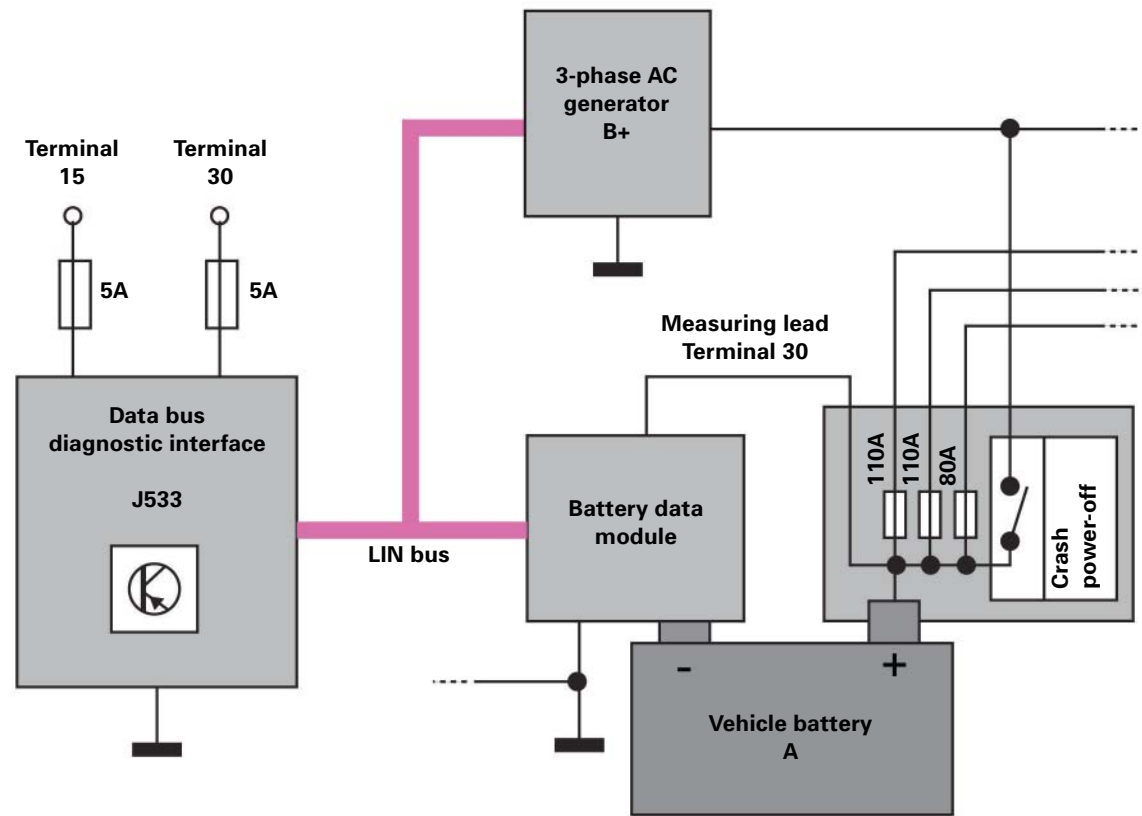 3-phase AC
generator
B+
Terminal
15
Terminal
30
5A
5A
Measuring lead
Terminal 30
Data bus
diagnostic interface
J533
LIN bus
Battery data
module
110A
110A
80A
Crash
power-off
-
+
Vehicle battery
A